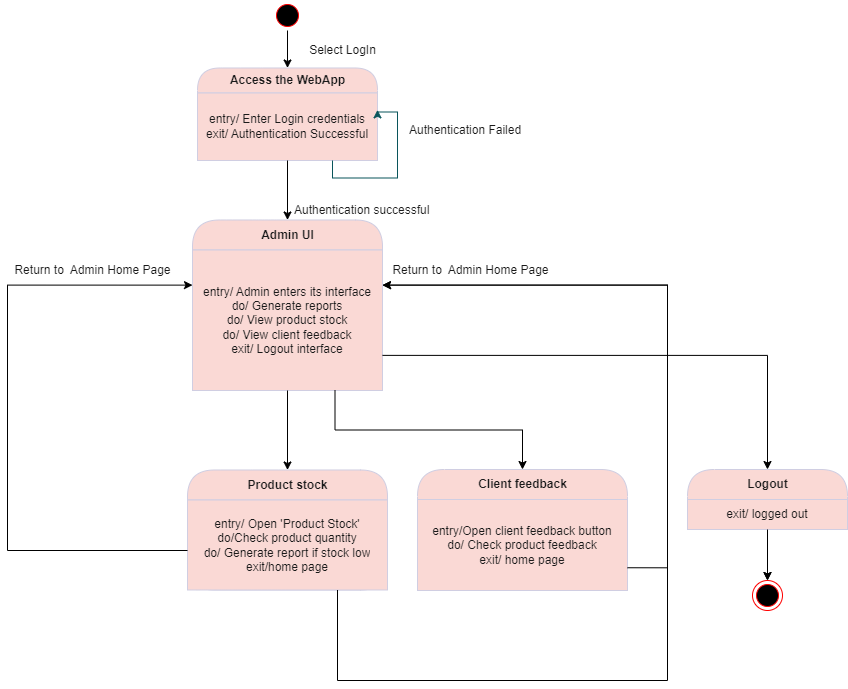 Select LogIn
Access the WebApp
entry/ Enter Login credentials
exit/ Authentication Successful
Authentication Failed
Authentication successful
Admin UI
entry/ Admin enters its interface
do/ Generate reports
do/ View product stock
do/ View client feedback
exit/ Logout interface
Return to  Admin Home Page
Return to  Admin Home Page
Product stock
entry/ Open 'Product Stock'
do/Check product quantity
do/ Generate report if stock low
exit/home page
Client feedback
entry/Open client feedback button
do/ Check product feedback
exit/ home page
Logout
exit/ logged out